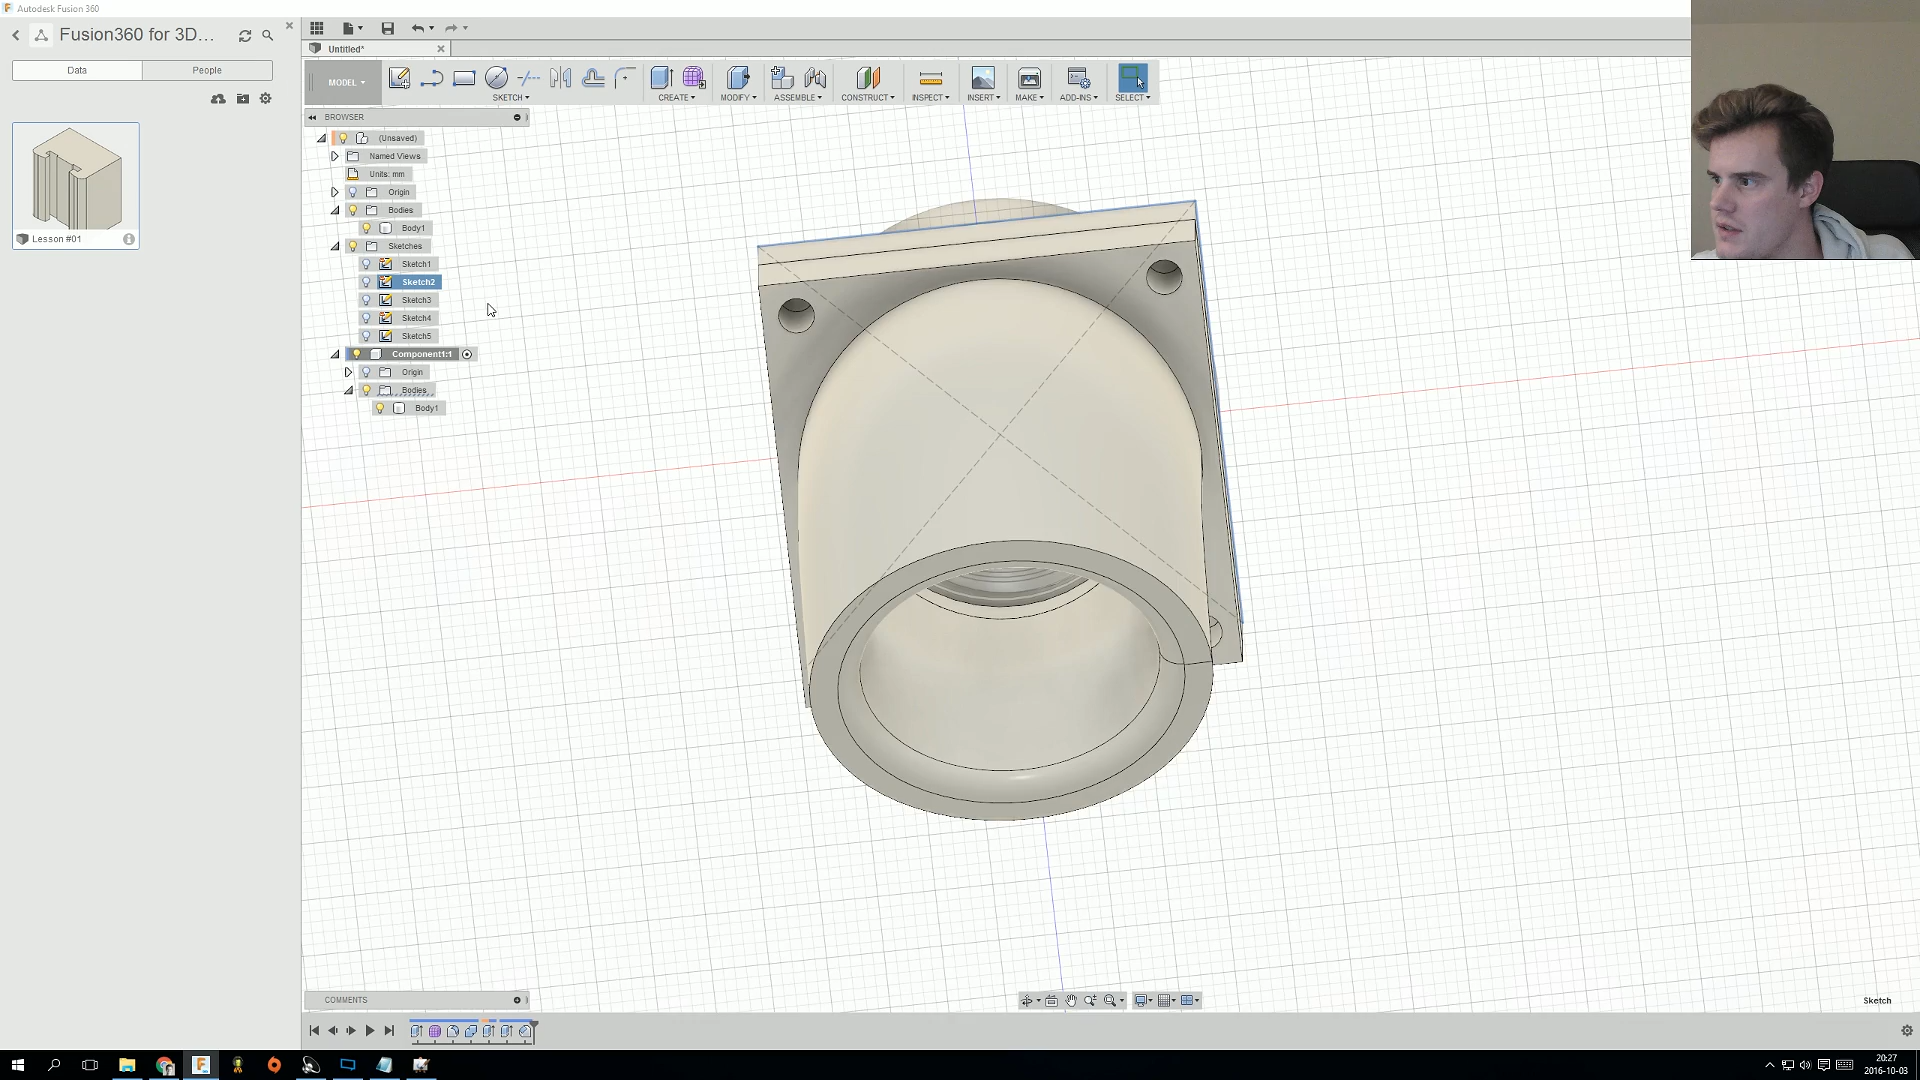 Autodesk Fusion 360
Fusion360 for 3D...
Data
People
Lesson #01
Untitled*
MODEL
SKETCH
CREATE
MODIFY
ASSEMBLE
CONSTRUCT
INSPECT
INSERT
MAKE
ADD-INS
SELECT
BROWSER
(Unsaved)
Named Views
Units: mm
Origin
Bodies
Body1
Sketches
Sketch1
Sketch2
Sketch3
Sketch4
Sketch5
Component1:1
Origin
Bodies
Body1
COMMENTS
Sketch
20:27
2016-10-03